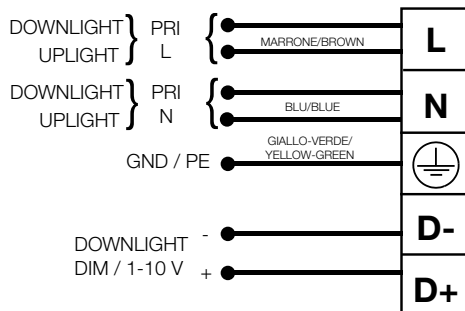 DOWNLIGHT } PRI { MARRONE/BROWN L
UPLIGHT L
DOWNLIGHT } PRI { BLU/BLUE N
UPLIGHT N
GIALLO-VERDE/
YELLOW-GREEN
GND / PE
DOWNLIGHT - D-
DIM / 1-10 V + D+